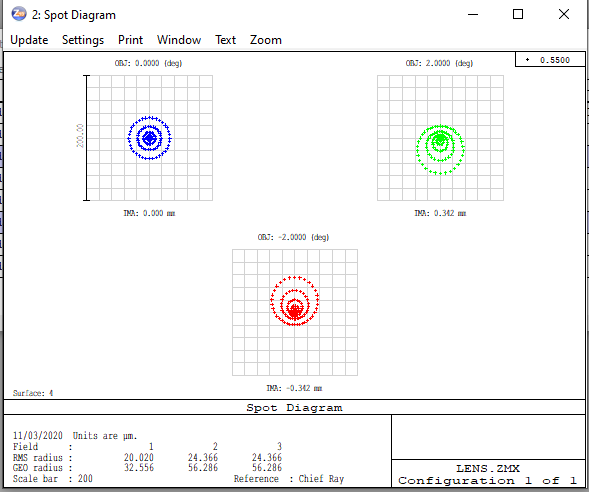 2: Spot Diagram
Update Settings Print Window Text Zoom
+ 0.5500
OBJ: 0.0000 (deg)
OBJ: 2.0000 (deg)
200.00
IMA: 0.000 mm
IMA: 0.342 mm
OBJ: -2.0000 (deg)
IMA: -0.342 mm
Surface: 4
Spot Diagram
11/03/2020 Units are µm.
Field : 1 2 3
RMS radius : 20.020 24.366 24.366
GEO radius : 32.556 56.286 56.286
Scale bar : 200 Reference : Chief Ray
LENS.ZMX
Configuration 1 of 1